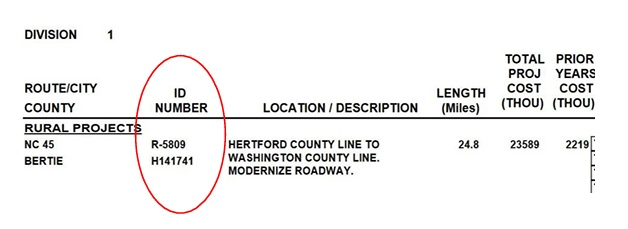 DIVISION 1
TOTAL PRIOR
PROJ YEARS
ROUTE/CITY ID COST COST
COUNTY NUMBER LOCATION / DESCRIPTION LENGTH (Miles) (THOU) (THOU)
RURAL PROJECTS
NC 45 R-5809 HERTFORD COUNTY LINE TO 24.8 23589 2219
BERTIE H141741 WASHINGTON COUNTY LINE.
MODERNIZE ROADWAY.